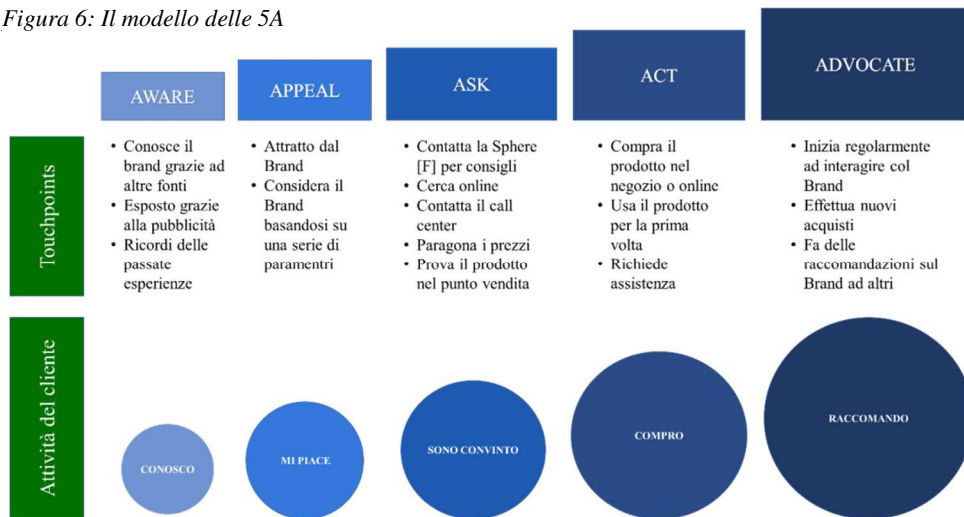 Figura 6: Il modello delle 5A
AWARE
APPEAL
ASK
ACT
ADVOCATE
Touchpoints
• Conosce il
brand grazie ad
altre fonti
• Esposto grazie
alla pubblicità
• Ricordi delle
passate
esperienze
• Attratto dal
Brand
• Considera il
Brand
basandosi su
una serie di
paramentri
• Contatta la Sphere
[F] per consigli
• Cerca online
• Contatta il call
center
• Paragona i prezzi
• Prova il prodotto
nel punto vendita
• Compra il
prodotto nel
negozio o online
• Usa il prodotto
per la prima
volta
• Richiede
assistenza
• Inizia regolarmente
ad interagire col
Brand
• Effettua nuovi
acquisti
• Fa delle
raccomandazioni sul
Brand ad altri
Attività del cliente
CONOSCO
MI PIACE
SONO CONVINTO
COMPRO
RACCOMANDO